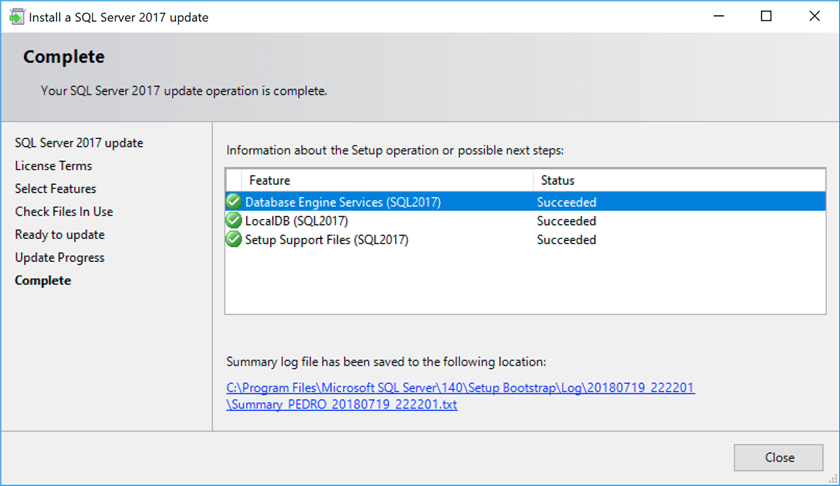 Install a SQL Server 2017 update
Complete
Your SQL Server 2017 update operation is complete.
SQL Server 2017 update
License Terms
Select Features
Check Files In Use
Ready to update
Update Progress
Complete
Information about the Setup operation or possible next steps:
Feature Status
Database Engine Services (SQL2017) Succeeded
LocalDB (SQL2017) Succeeded
Setup Support Files (SQL2017) Succeeded
Summary log file has been saved to the following location:
C:\Program Files\Microsoft SQL Server\140\Setup Bootstrap\Log\20180719_222201
\Summary_PEDRO_20180719_222201.txt
Close